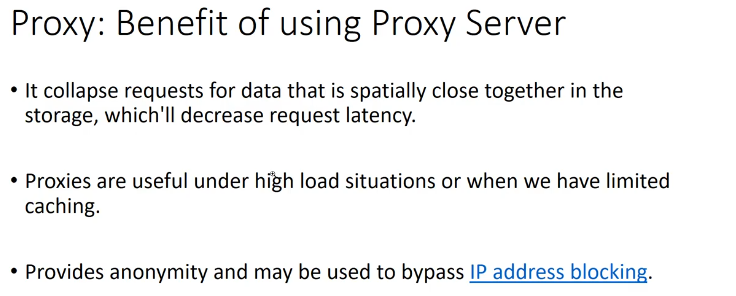 Proxy: Benefit of using Proxy Server
• It collapse requests for data that is spatially close together in the
storage, which'll decrease request latency.
• Proxies are useful under high load situations or when we have limited
caching.
• Provides anonymity and may be used to bypass IP address blocking.